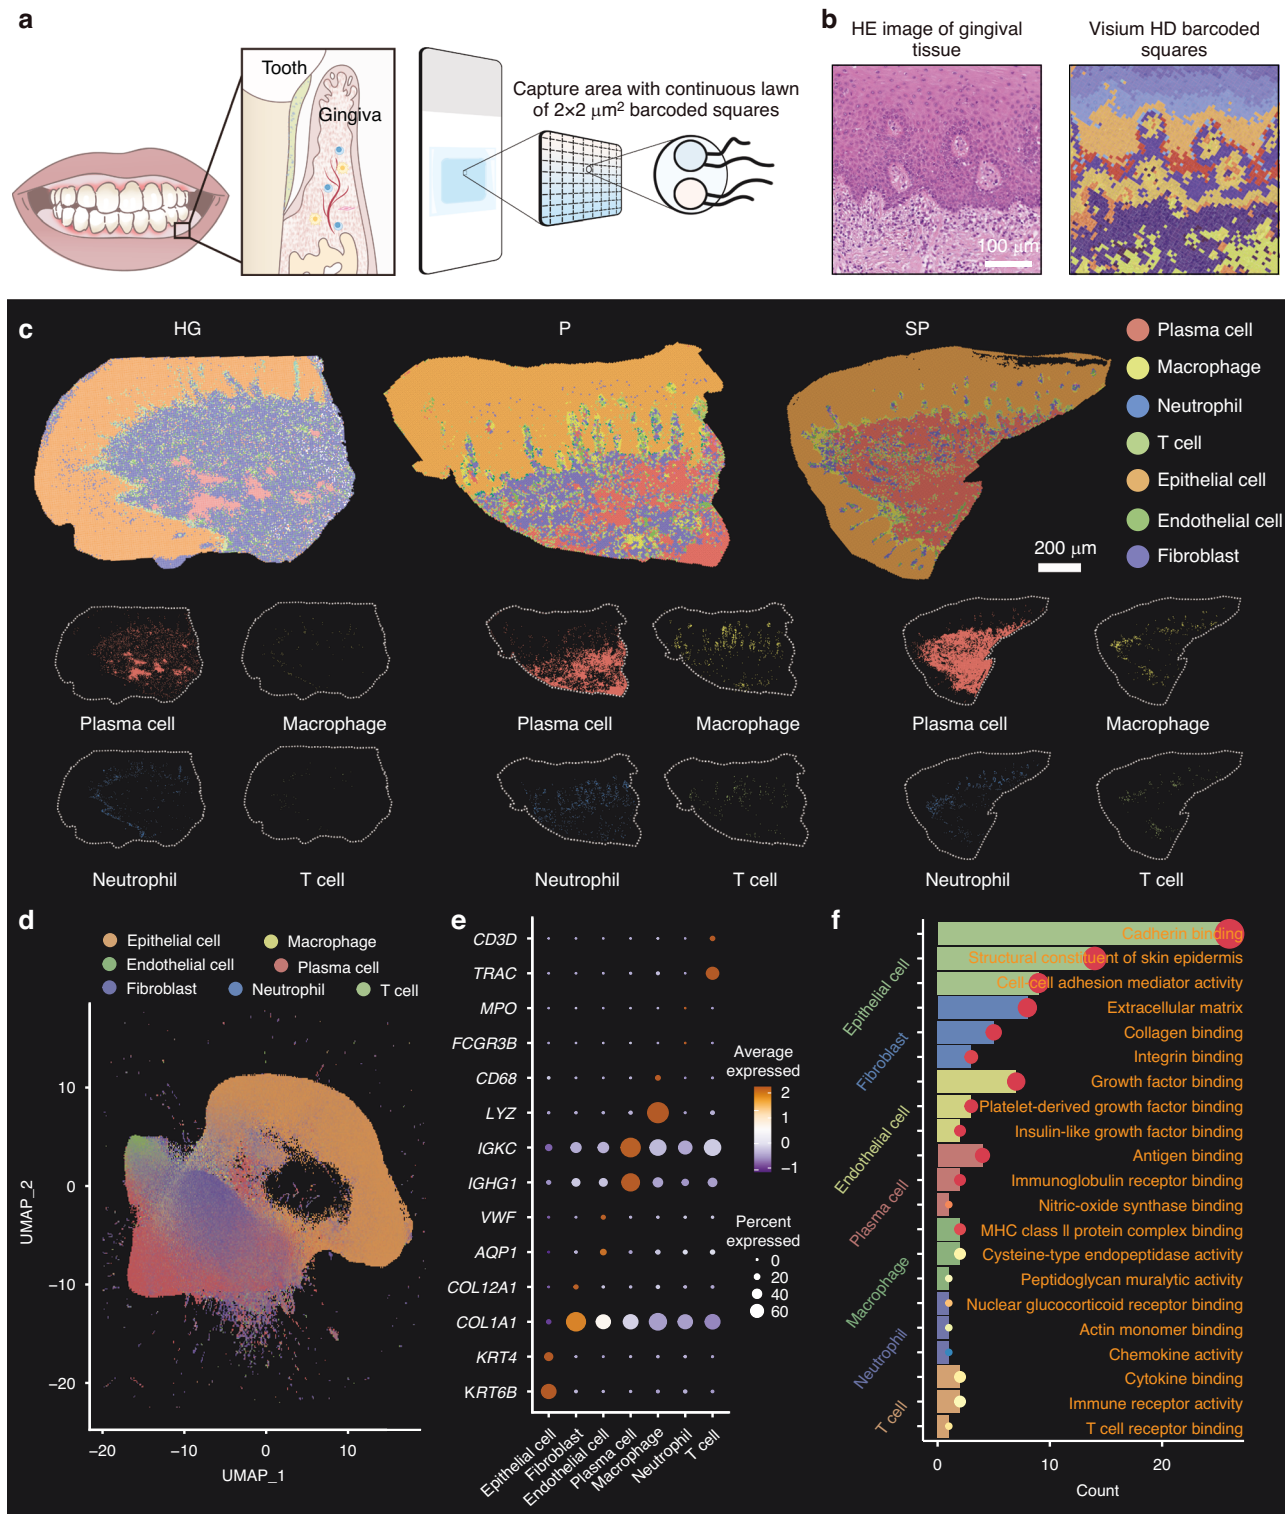 a
Tooth
Gingiva
Capture area with continuous lawn
of 2×2 μm² barcoded squares
b
HE image of gingival
tissue
100 μm
Visium HD barcoded
squares
c
HG
P
SP
Plasma cell
Macrophage
Neutrophil
T cell
Epithelial cell
Endothelial cell
Fibroblast
200 μm
Plasma cell
Macrophage
Plasma cell
Macrophage
Plasma cell
Macrophage
Neutrophil
T cell
Neutrophil
T cell
Neutrophil
T cell
d
Epithelial cell
Macrophage
Endothelial cell
Plasma cell
Fibroblast
Neutrophil
T cell
UMAP_2
10
0
−10
−20
−20
−10
0
10
UMAP_1
e
CD3D
TRAC
MPO
FCGR3B
CD68
LYZ
IGKC
IGHG1
VWF
AQP1
COL12A1
COL1A1
KRT4
KRT6B
Epithelial cell
Fibroblast
Endothelial cell
Plasma cell
Macrophage
Neutrophil
T cell
Average
expressed
2
1
0
−1
Percent
expressed
0
20
40
60
f
Epithelial cell
Fibroblast
Endothelial cell
Plasma cell
Macrophage
Neutrophil
T cell
Cadherin binding
Structural constituent of skin epidermis
Cell-cell adhesion mediator activity
Extracellular matrix
Collagen binding
Integrin binding
Growth factor binding
Platelet-derived growth factor binding
Insulin-like growth factor binding
Antigen binding
Immunoglobulin receptor binding
Nitric-oxide synthase binding
MHC class II protein complex binding
Cysteine-type endopeptidase activity
Peptidoglycan muralytic activity
Nuclear glucocorticoid receptor binding
Actin monomer binding
Chemokine activity
Cytokine binding
Immune receptor activity
T cell receptor binding
0
10
20
Count